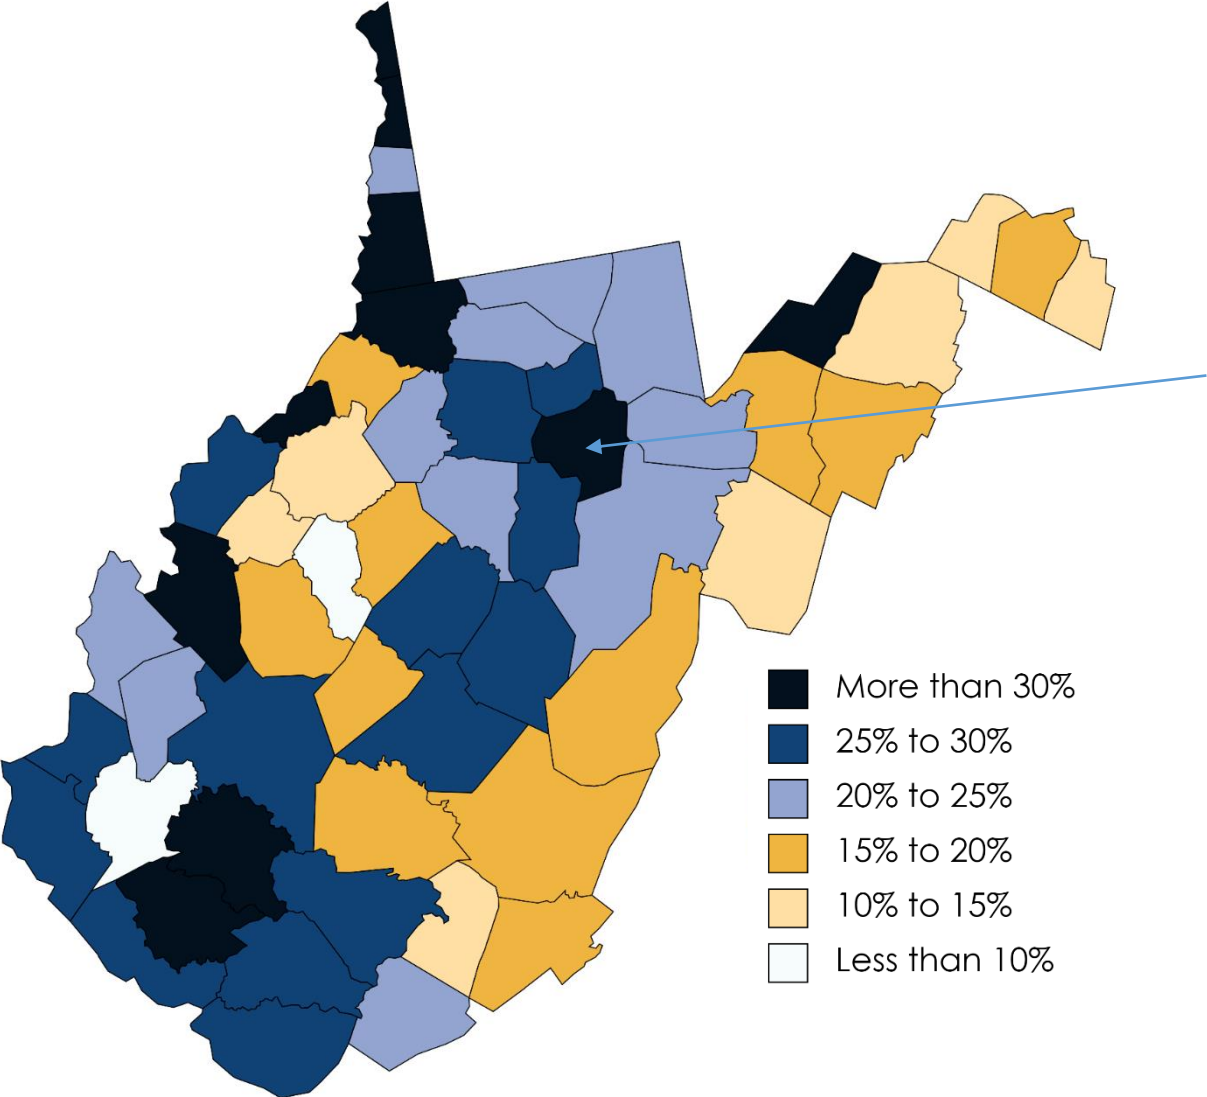 More than 30%
25% to 30%
20% to 25%
15% to 20%
10% to 15%
Less than 10%